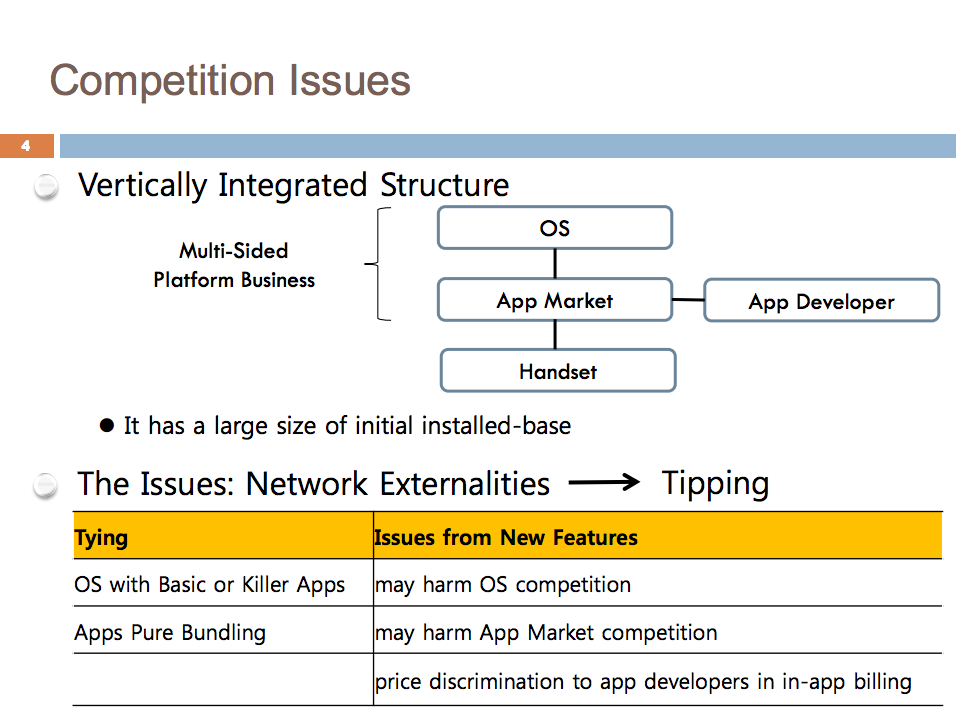 Competition Issues
4
Vertically Integrated Structure
Multi-Sided
Platform Business
OS
App Market
App Developer
Handset
It has a large size of initial installed-base
The Issues: Network Externalities → Tipping
Tying
Issues from New Features
OS with Basic or Killer Apps
may harm OS competition
Apps Pure Bundling
may harm App Market competition
price discrimination to app developers in in-app billing